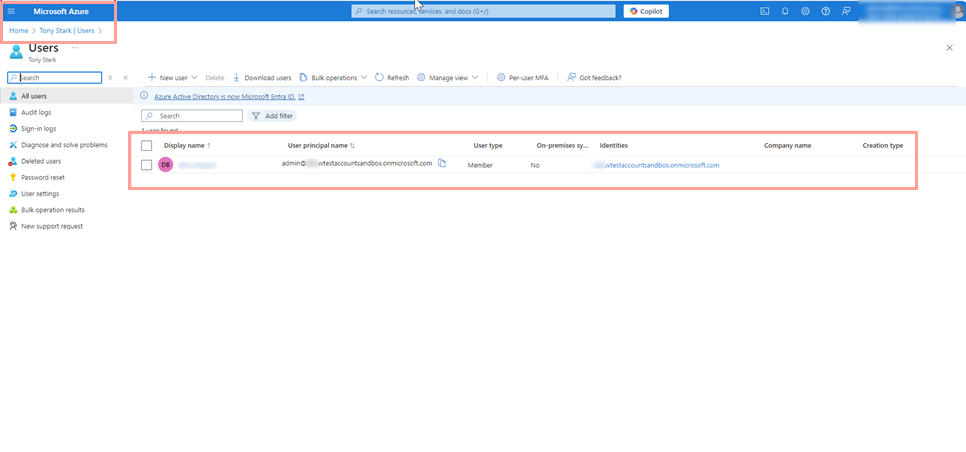 Microsoft Azure
Search resources, services, and docs (G+/)
Copilot
Home > Tony Stark | Users >
Users
Tony Stark
Search
New user
Delete
Download users
Bulk operations
Refresh
Manage view
Per-user MFA
Got feedback?
All users
Audit logs
Sign-in logs
Diagnose and solve problems
Deleted users
Password reset
User settings
Bulk operation results
New support request
Azure Active Directory is now Microsoft Entra ID.
Search
Add filter
1 user found
Display name ↑ User principal name ↑↓ User type On-premises sy... Identities Company name Creation type
DB admin@ vtestaccountsandbox.onmicrosoft.com Member No vtestaccountsandbox.onmicrosoft.com